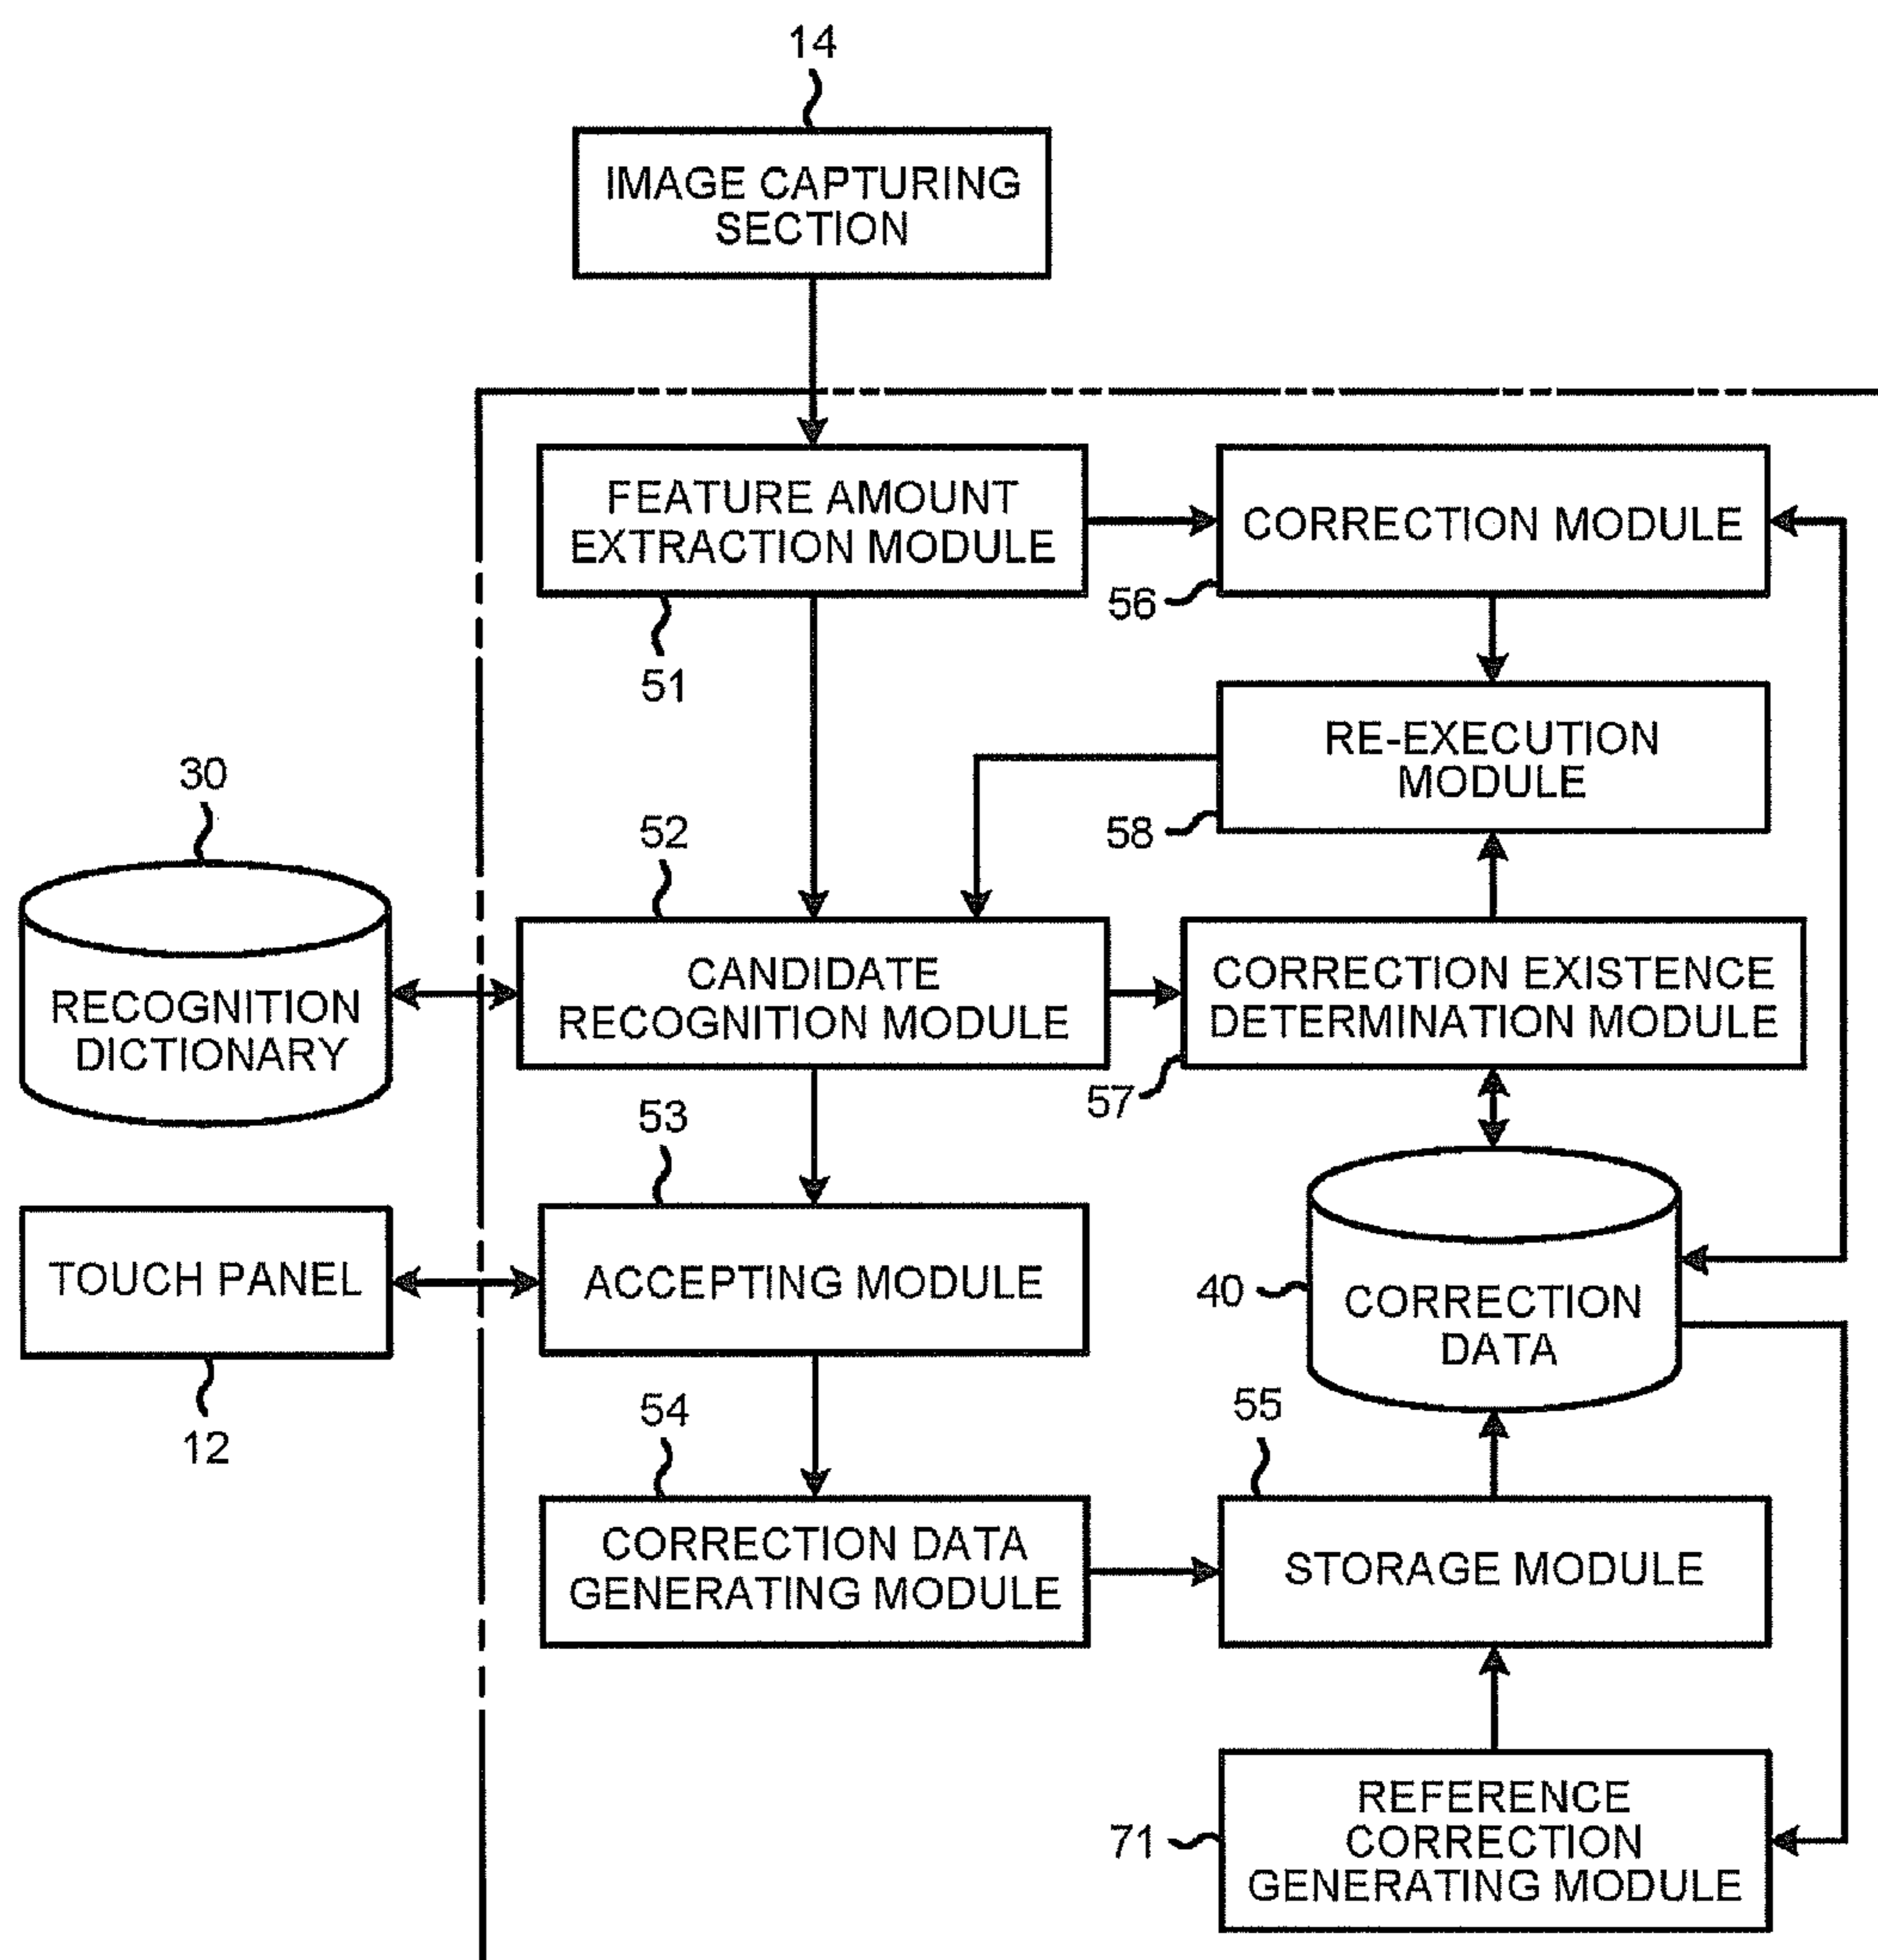 14
IMAGE CAPTURING
SECTION
FEATURE AMOUNT
EXTRACTION MODULE
51
CORRECTION MODULE
56
RE-EXECUTION
MODULE
58
30
RECOGNITION
DICTIONARY
52
CANDIDATE
RECOGNITION MODULE
CORRECTION EXISTENCE
DETERMINATION MODULE
57
53
TOUCH PANEL
12
ACCEPTING MODULE
40
CORRECTION
DATA
54
CORRECTION DATA
GENERATING MODULE
55
STORAGE MODULE
71
REFERENCE
CORRECTION
GENERATING MODULE